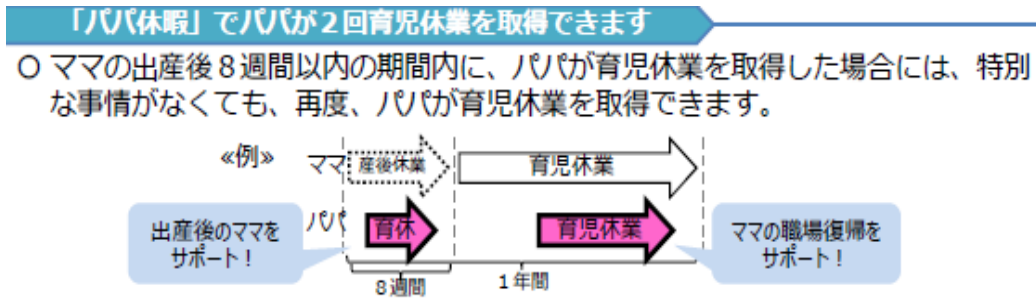 「パパ休暇」でパパが２回育児休業を取得できます
○ ママの出産後８週間以内の期間内に、パパが育児休業を取得した場合には、特別
な事情がなくても、再度、パパが育児休業を取得できます。
≪例≫
ママ
産後休業
育児休業
パパ
育休
育児休業
出産後のママを
サポート！
ママの職場復帰を
サポート！
８週間
１年間